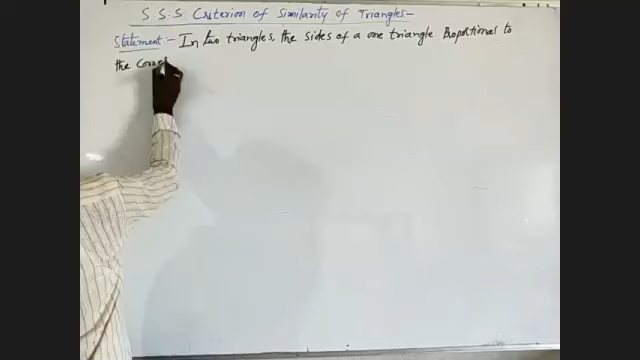 S.S.S. Criterion of Similarity of Triangles-
Statement - In two triangles, the sides of a one triangle Proportional to
the corres